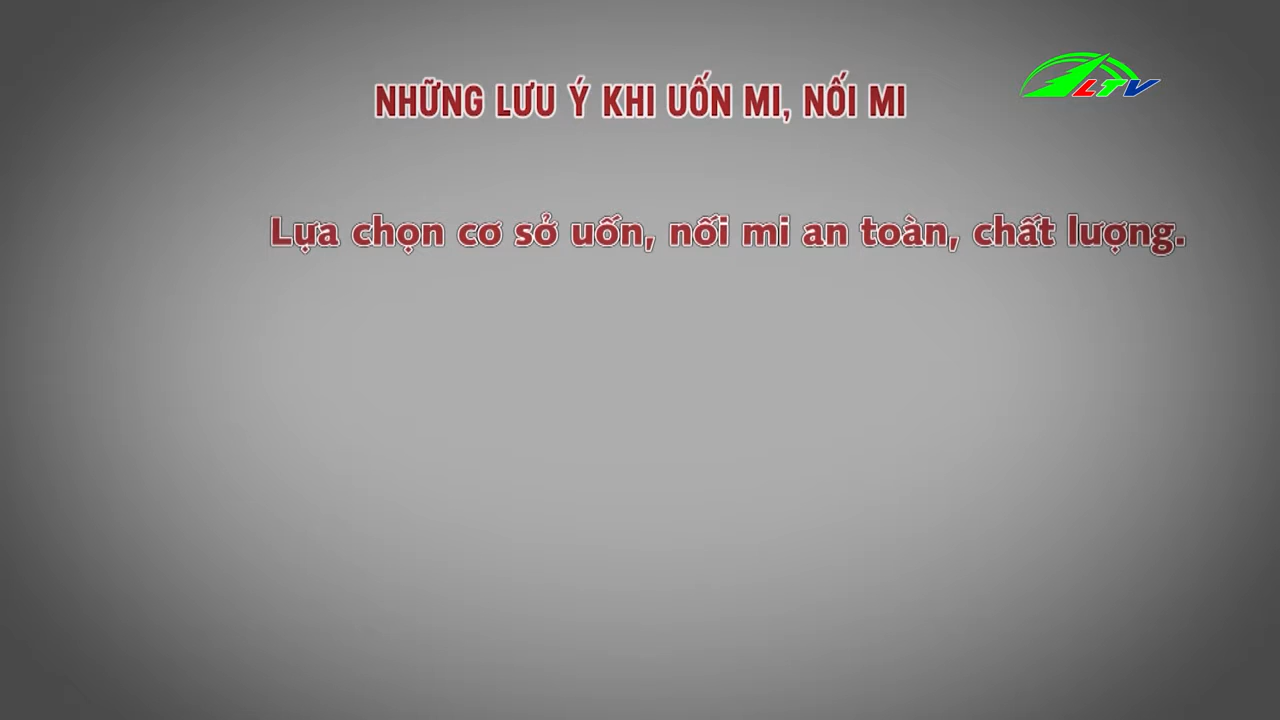 NHỮNG LƯU Ý KHI UỐN MI, NỐI MI
LTV
Lựa chọn cơ sở uốn, nối mi an toàn, chất lượng.